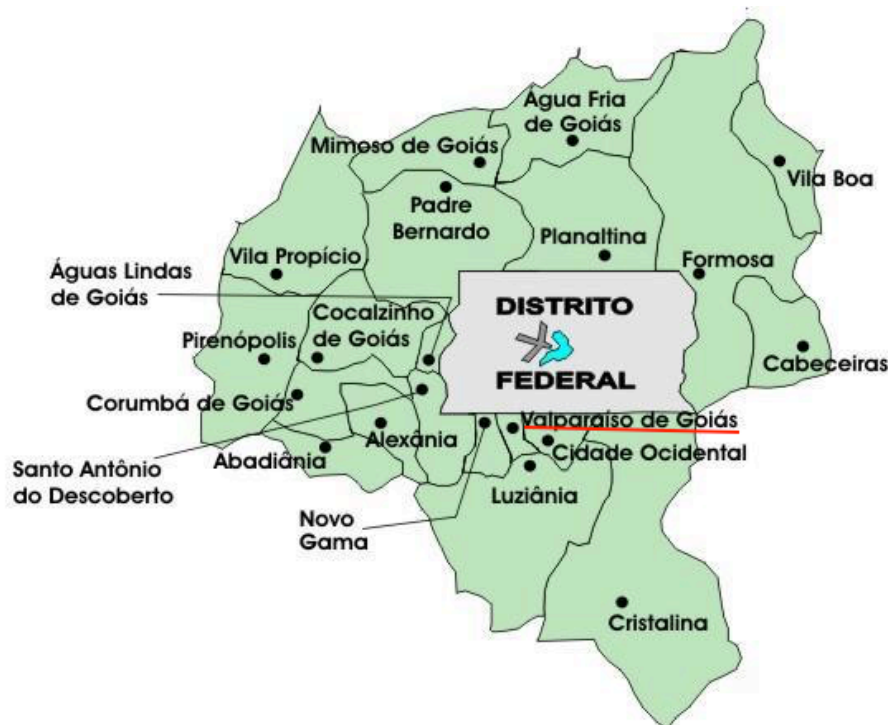 Água Fria
de Goiás
Mimoso de Goiás
Vila Boa
Padre
Bernardo
Planaltina
Vila Propício
Formosa
Águas Lindas
de Goiás
DISTRITO
FEDERAL
Cocalzinho
de Goiás
Pirenópolis
Cabeceiras
Corumbá de Goiás
Valparaíso de Goiás
Alexânia
Cidade Ocidental
Abadiânia
Santo Antônio
do Descoberto
Luziânia
Novo
Gama
Cristalina